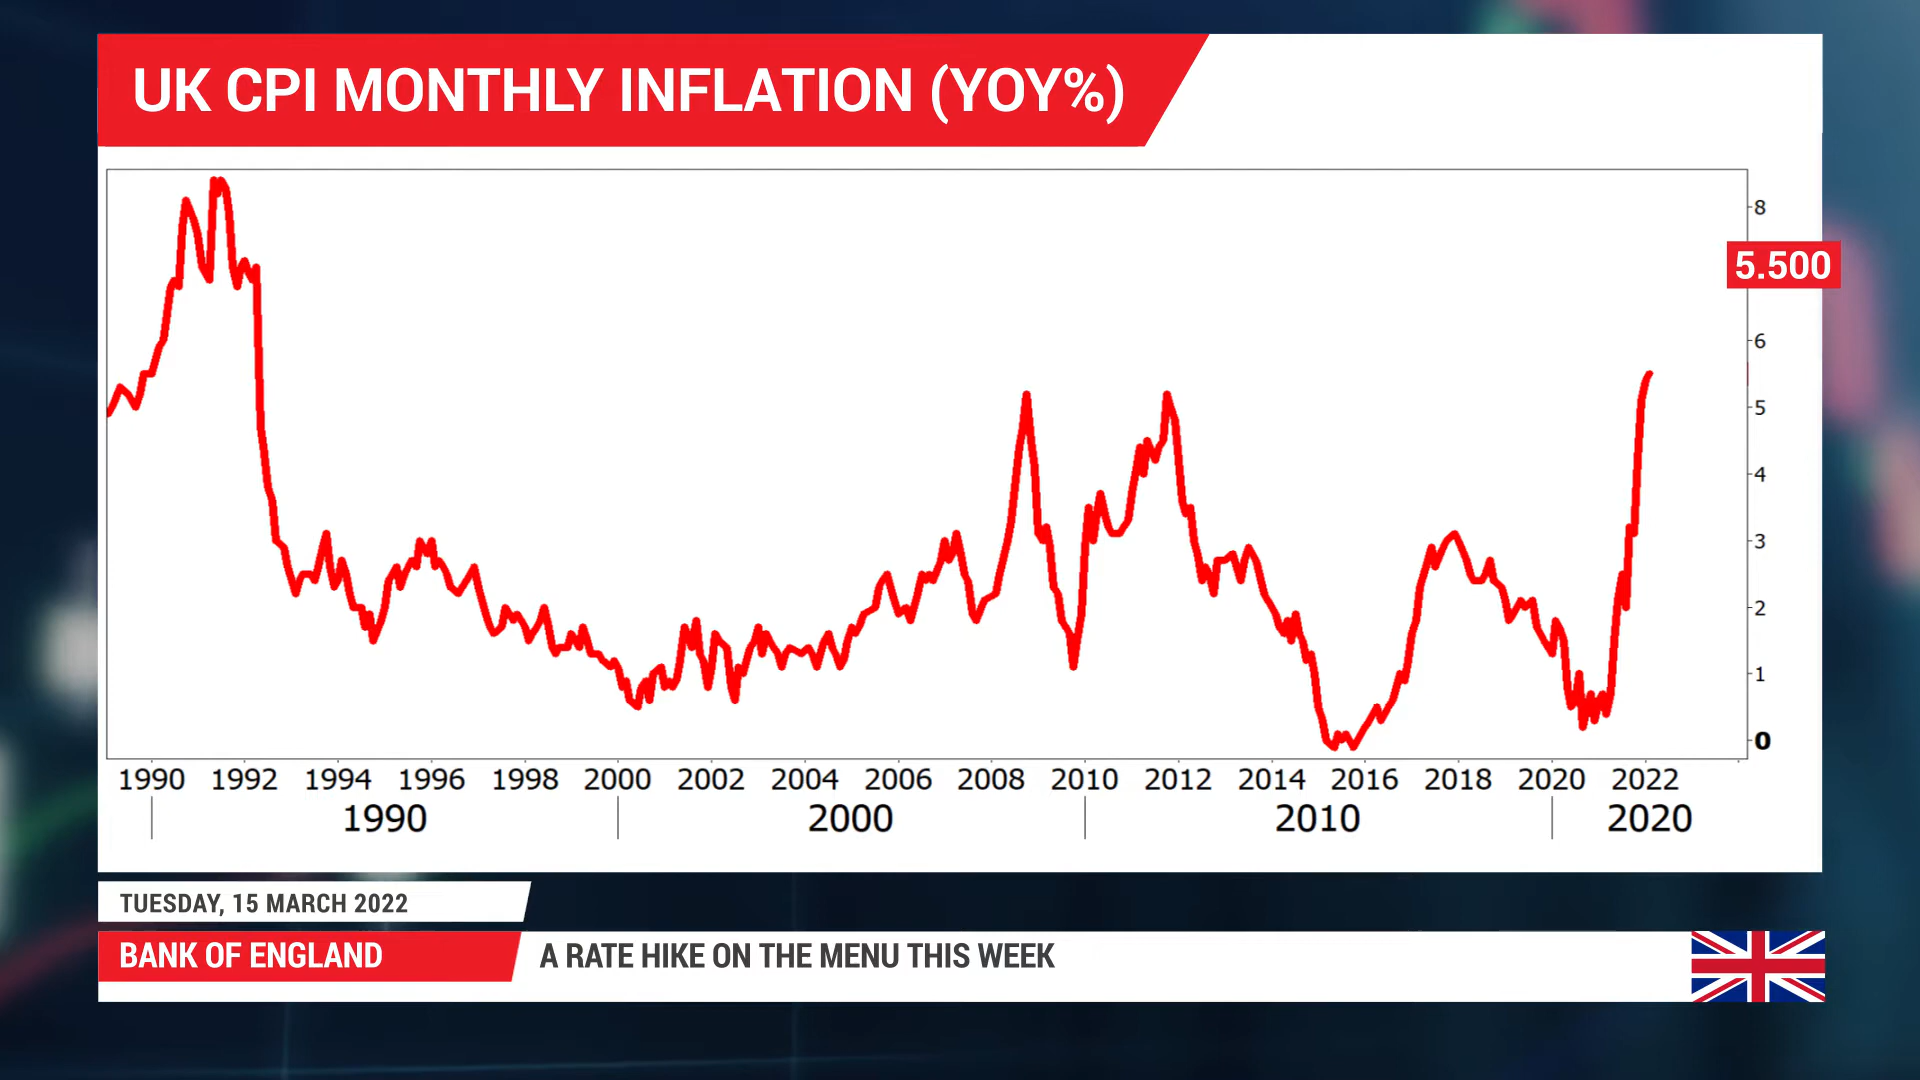 UK CPI MONTHLY INFLATION (YOY%)
8
5.500
6
5
4
3
2
1
0
1990 1992 1994 1996 1998 2000 2002 2004 2006 2008 2010 2012 2014 2016 2018 2020 2022
1990 2000 2010 2020
TUESDAY, 15 MARCH 2022
BANK OF ENGLAND
A RATE HIKE ON THE MENU THIS WEEK